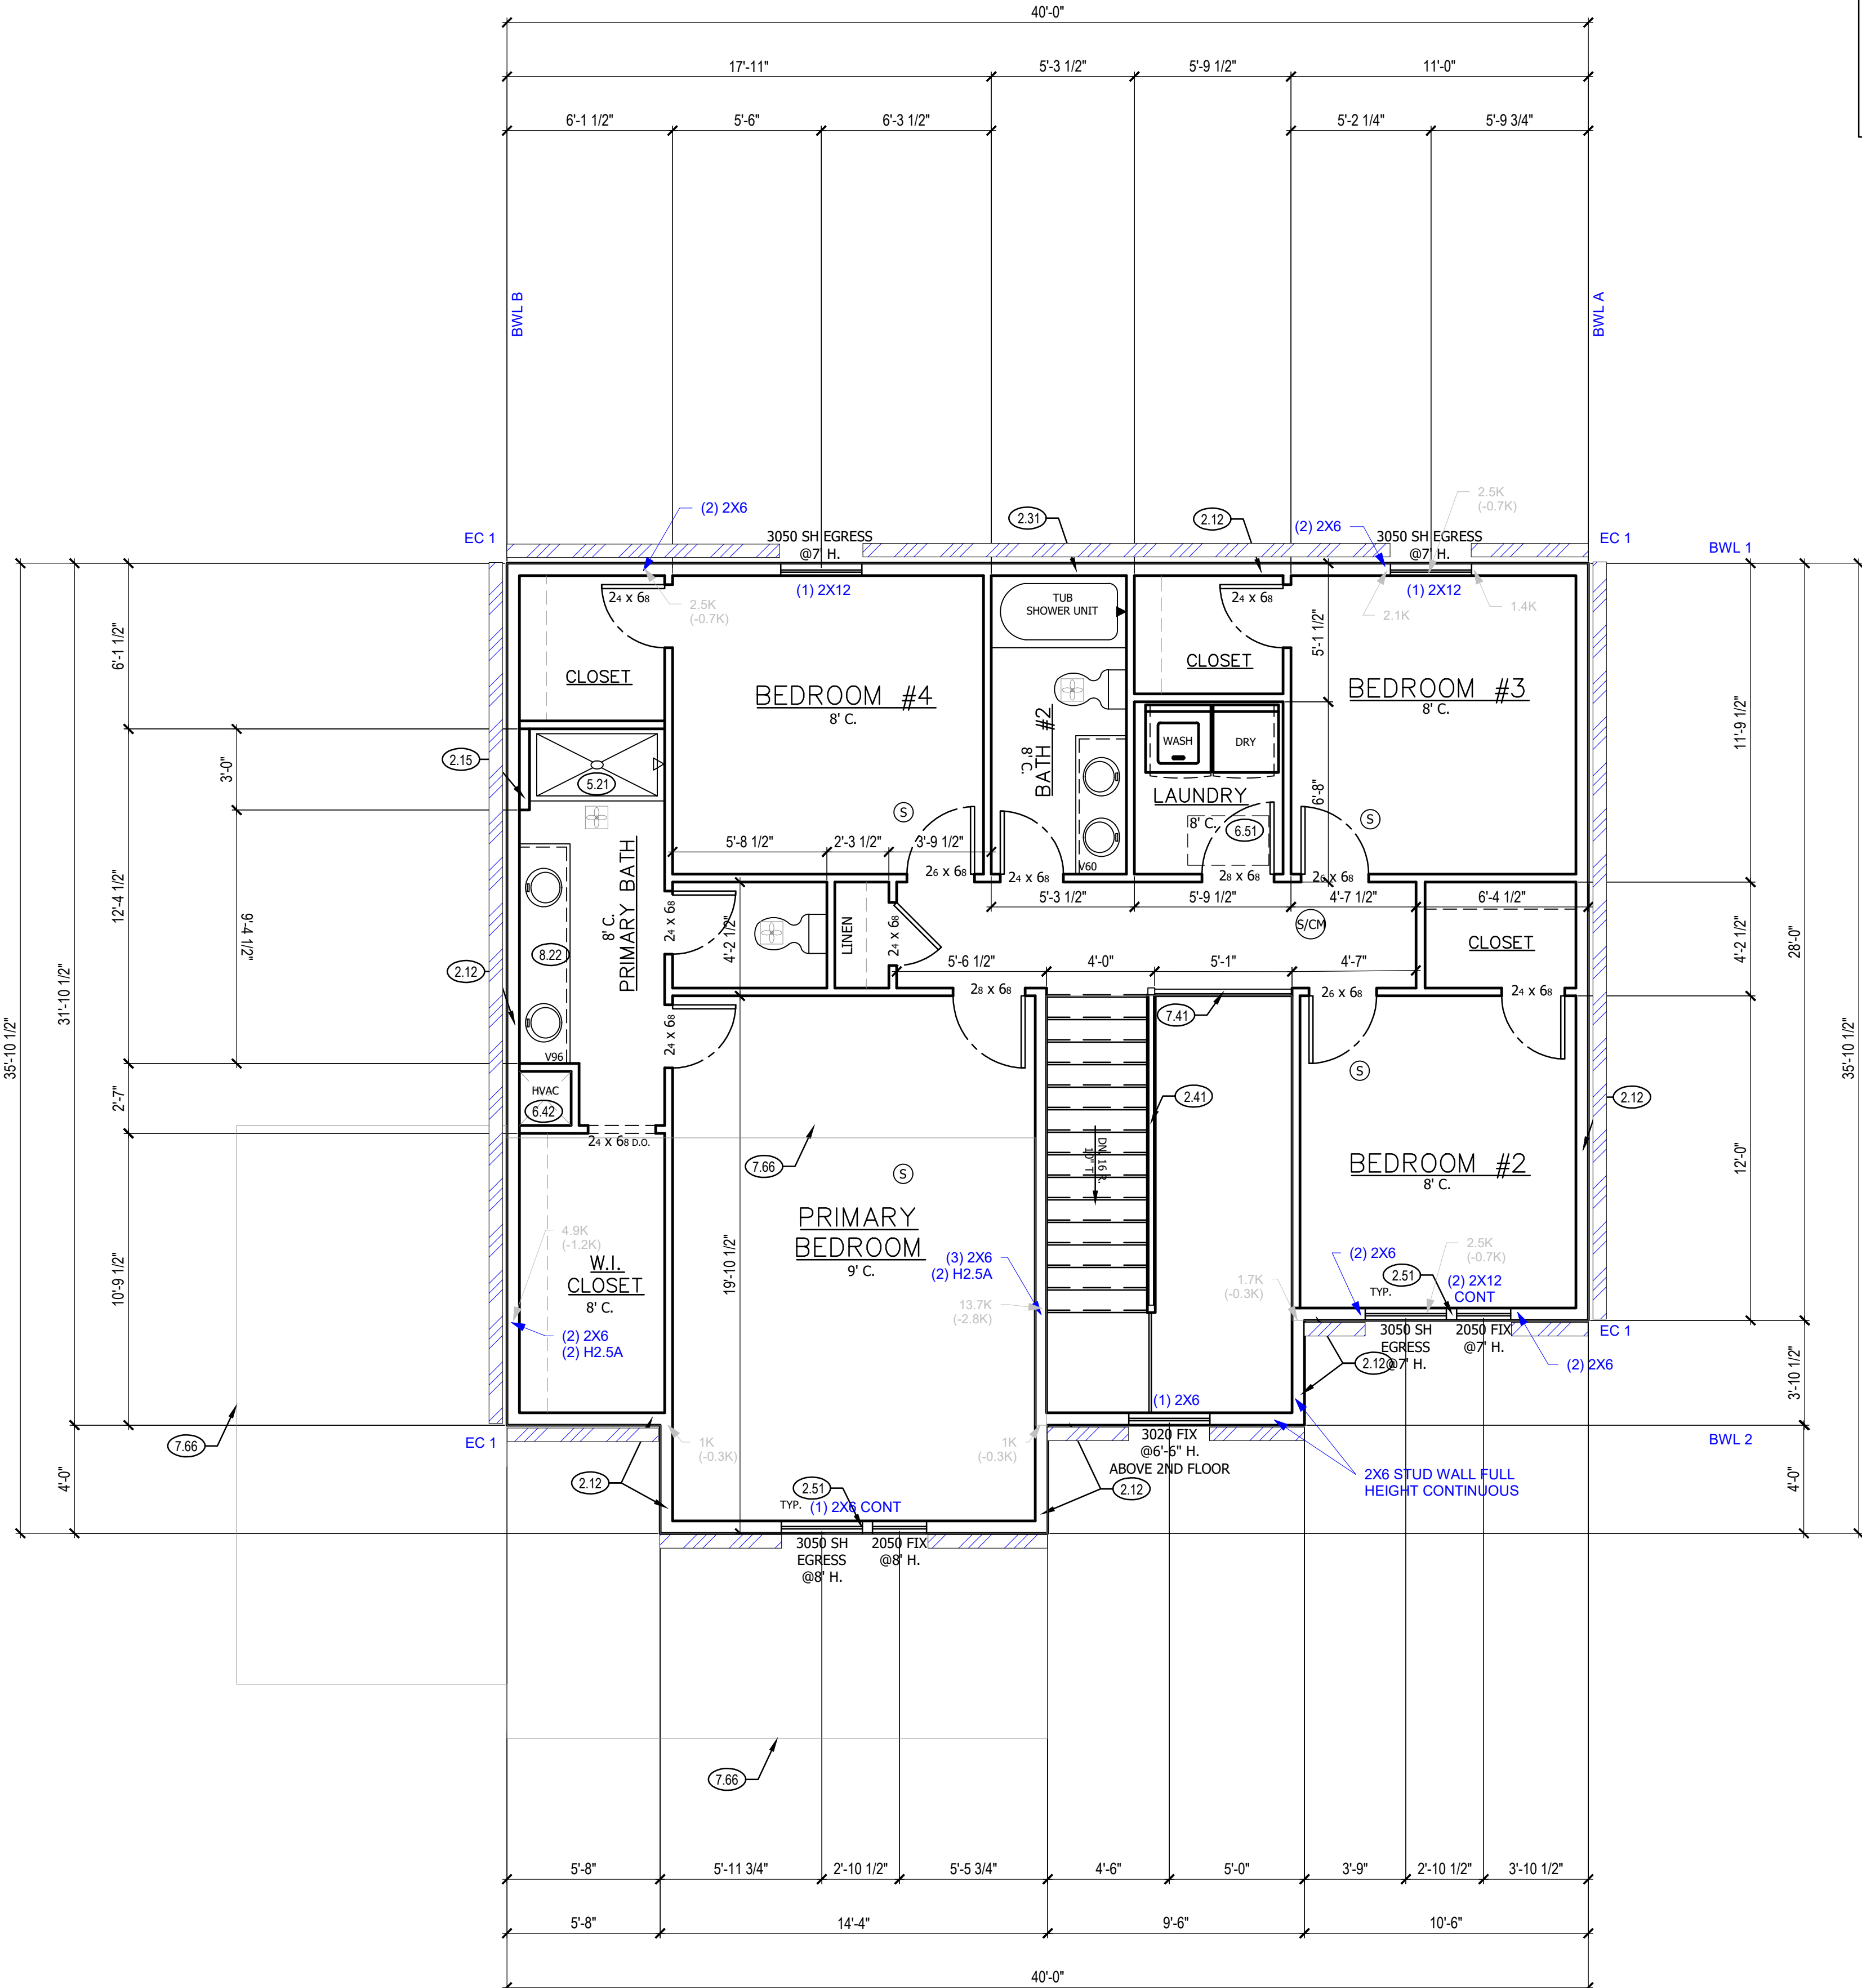 40'-0"
17'-11"
5'-3 1/2"
5'-9 1/2"
11'-0"
6'-1 1/2"
5'-6"
6'-3 1/2"
5'-2 1/4"
5'-9 3/4"
BWL B
BWL A
(2) 2X6
EC 1
3050 SH EGRESS
@7' H.
2.31
2.12
2.5K
(-0.7K)
(2) 2X6
3050 SH EGRESS
@7' H.
EC 1
BWL 1
24 x 68
(1) 2X12
2.5K
(-0.7K)
TUB
SHOWER UNIT
24 x 68
(1) 2X12
2.1K
1.4K
6'-1 1/2"
5'-1 1/2"
CLOSET
BEDROOM #4
8' C.
CLOSET
BEDROOM #3
8' C.
BATH #2
8' C.
WASH
DRY
11'-9 1/2"
2.15
3'-0"
5.21
LAUNDRY
8' C.
6.51
6'-8"
S
S
5'-8 1/2"
2'-3 1/2"
3'-9 1/2"
V60
26 x 68
24 x 68
28 x 68
26 x 68
5'-3 1/2"
5'-9 1/2"
4'-7 1/2"
6'-4 1/2"
12'-4 1/2"
9'-4 1/2"
8' C.
PRIMARY BATH
24 x 68
4'-2 1/2"
LINEN
24 x 68
S/CM
CLOSET
4'-2 1/2"
28'-0"
8.22
2.12
31'-10 1/2"
35'-10 1/2"
5'-6 1/2"
4'-0"
5'-1"
4'-7"
28 x 68
26 x 68
24 x 68
7.41
24 x 68
V96
35'-10 1/2"
HVAC
6.42
2'-7"
24 x 68 D.O.
S
2.41
2.12
7.66
S
DN. 16 R.
10" T.
BEDROOM #2
8' C.
12'-0"
PRIMARY
BEDROOM
9' C.
4.9K
(-1.2K)
W.I.
CLOSET
8' C.
10'-9 1/2"
19'-10 1/2"
(3) 2X6
(2) H2.5A
13.7K
(-2.8K)
1.7K
(-0.3K)
(2) 2X6
2.5K
(-0.7K)
2.51
TYP.
(2) 2X12
CONT
(2) 2X6
(2) H2.5A
3050 SH
EGRESS
@7' H.
2050 FIX
@7' H.
EC 1
2.12
(2) 2X6
3'-10 1/2"
(1) 2X6
7.66
EC 1
1K
(-0.3K)
1K
(-0.3K)
3020 FIX
@6'-6" H.
ABOVE 2ND FLOOR
BWL 2
2.12
2.12
2X6 STUD WALL FULL
HEIGHT CONTINUOUS
4'-0"
4'-0"
2.51
TYP.
(1) 2X6 CONT
3050 SH
EGRESS
@8' H.
2050 FIX
@8' H.
7.66
5'-8"
5'-11 3/4"
2'-10 1/2"
5'-5 3/4"
4'-6"
5'-0"
3'-9"
2'-10 1/2"
3'-10 1/2"
5'-8"
14'-4"
9'-6"
10'-6"
40'-0"